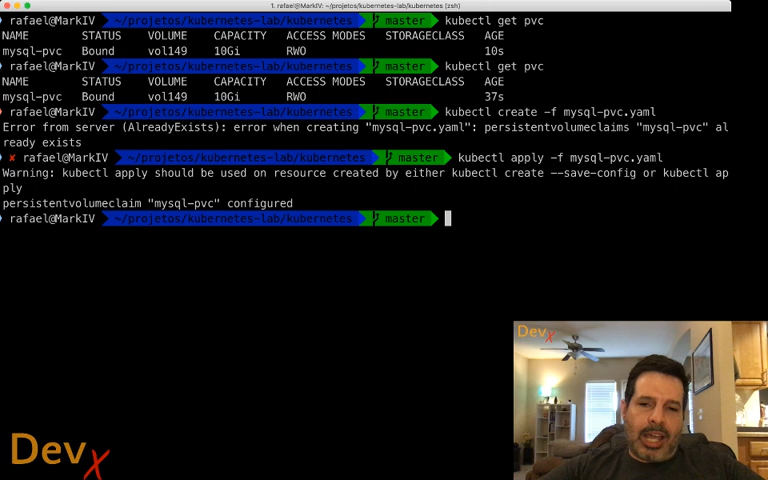 1. rafael@MarkIV: ~/projetos/kubernetes-lab/kubernetes (zsh)
rafael@MarkIV ~/projetos/kubernetes-lab/kubernetes master kubectl get pvc
NAME STATUS VOLUME CAPACITY ACCESS MODES STORAGECLASS AGE
mysql-pvc Bound vol149 10Gi RWO 10s
rafael@MarkIV ~/projetos/kubernetes-lab/kubernetes master kubectl get pvc
NAME STATUS VOLUME CAPACITY ACCESS MODES STORAGECLASS AGE
mysql-pvc Bound vol149 10Gi RWO 37s
rafael@MarkIV ~/projetos/kubernetes-lab/kubernetes master kubectl create -f mysql-pvc.yaml
Error from server (AlreadyExists): error when creating "mysql-pvc.yaml": persistentvolumeclaims "mysql-pvc" al
ready exists
✘ rafael@MarkIV ~/projetos/kubernetes-lab/kubernetes master kubectl apply -f mysql-pvc.yaml
Warning: kubectl apply should be used on resource created by either kubectl create --save-config or kubectl ap
ply
persistentvolumeclaim "mysql-pvc" configured
rafael@MarkIV ~/projetos/kubernetes-lab/kubernetes master
DevX
DevX